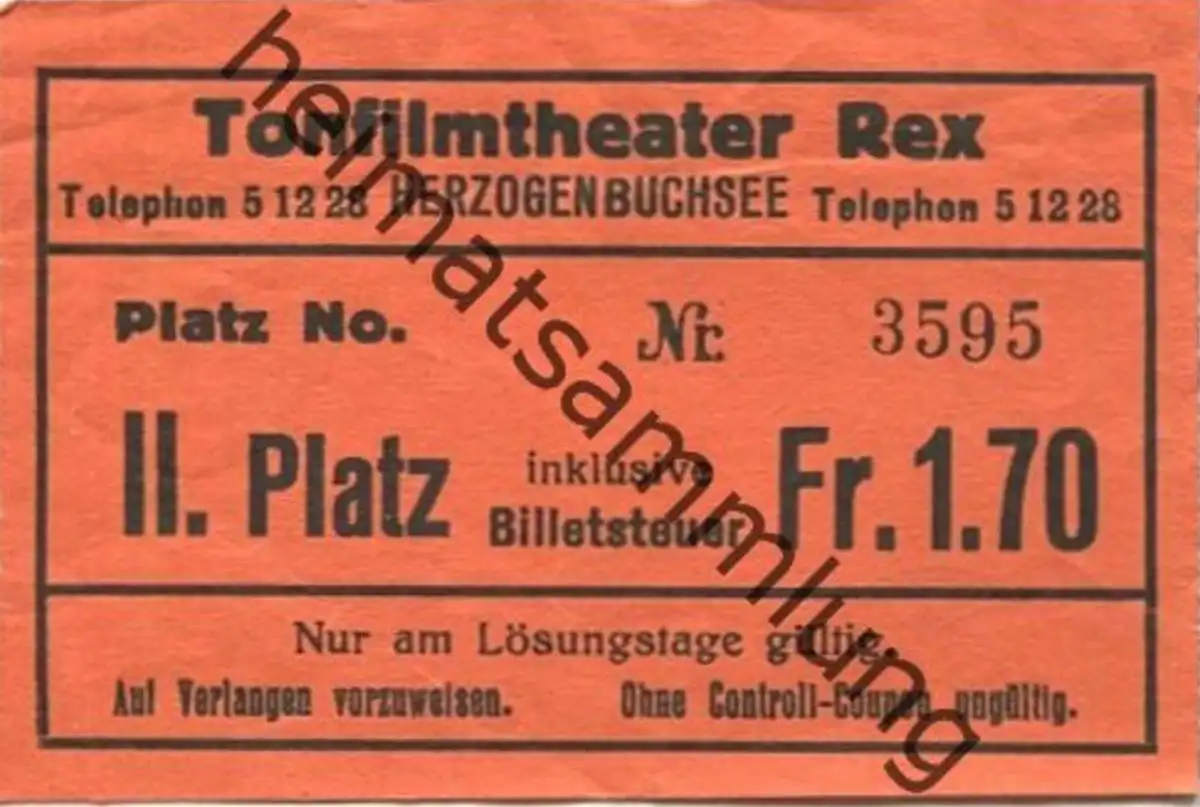 Tonfilmtheater Rex
Telephon 5 12 28 HERZOGENBUCHSEE Telephon 5 12 28
Platz No. Nr. 3595
II. Platz inklusive Billetsteuer Fr. 1.70
Nur am Lösungstage gültig.
Auf Verlangen vorzuweisen. Ohne Controll-Coupon ungültig.
heimatsammlung